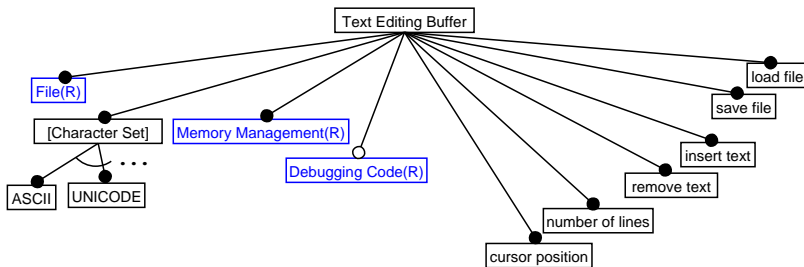 Text Editing Buffer
load file
File(R)
save file
[Character Set]
Memory Management(R)
insert text
...
Debugging Code(R)
remove text
ASCII
UNICODE
number of lines
cursor position